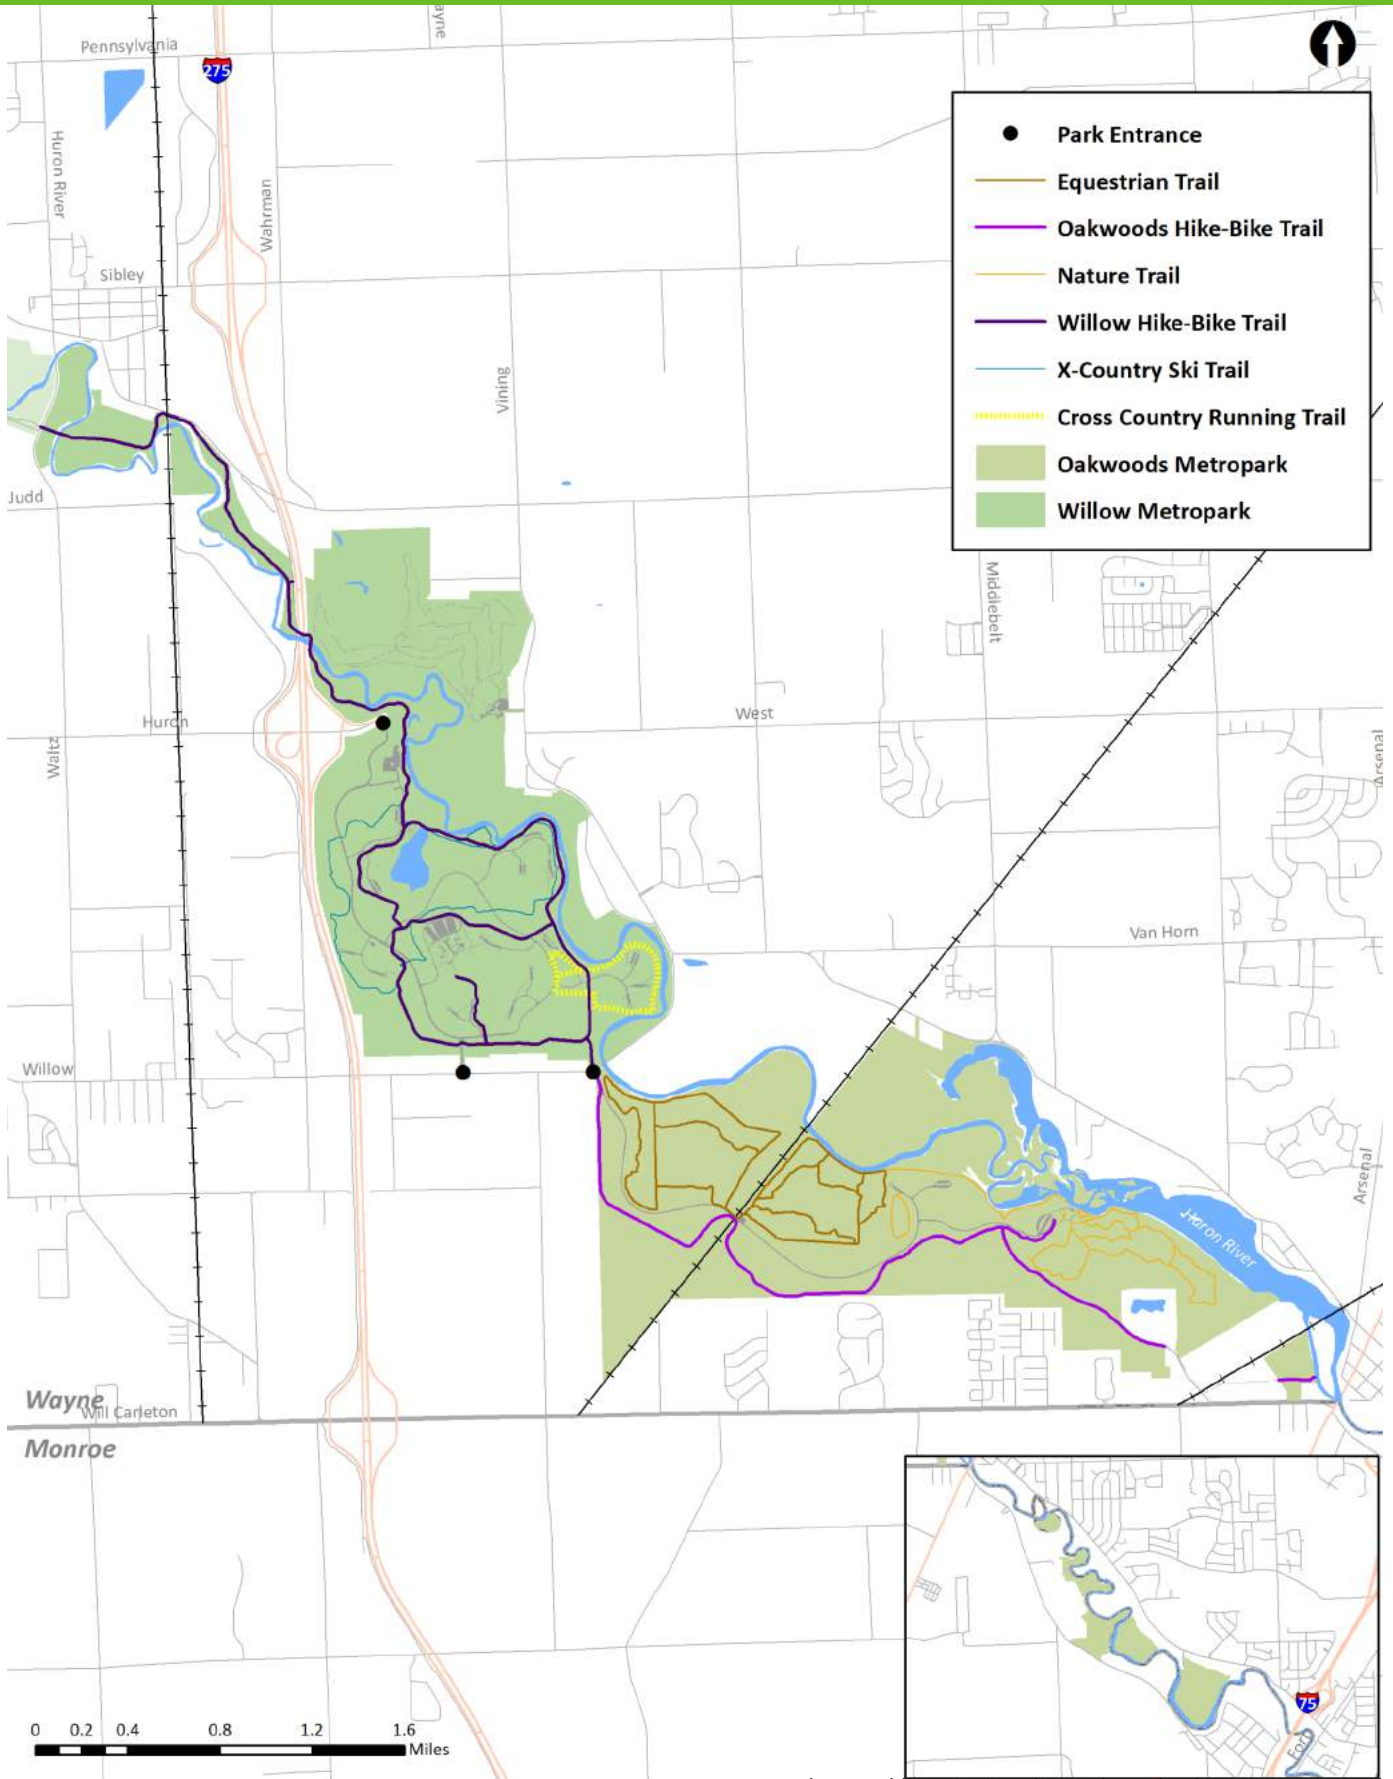 ayne
Pennsylvania
275
Huron River
Wahrman
Sibley
Vining
Judd
Park Entrance
Equestrian Trail
Oakwoods Hike-Bike Trail
Nature Trail
Willow Hike-Bike Trail
X-Country Ski Trail
Cross Country Running Trail
Oakwoods Metropark
Willow Metropark
Middlebelt
West
Huron
Waltz
Arsenal
Van Horn
Willow
Arsenal
Huron River
Wayne
Will Carleton
Monroe
75
Fort
0 0.2 0.4 0.8 1.2 1.6
Miles